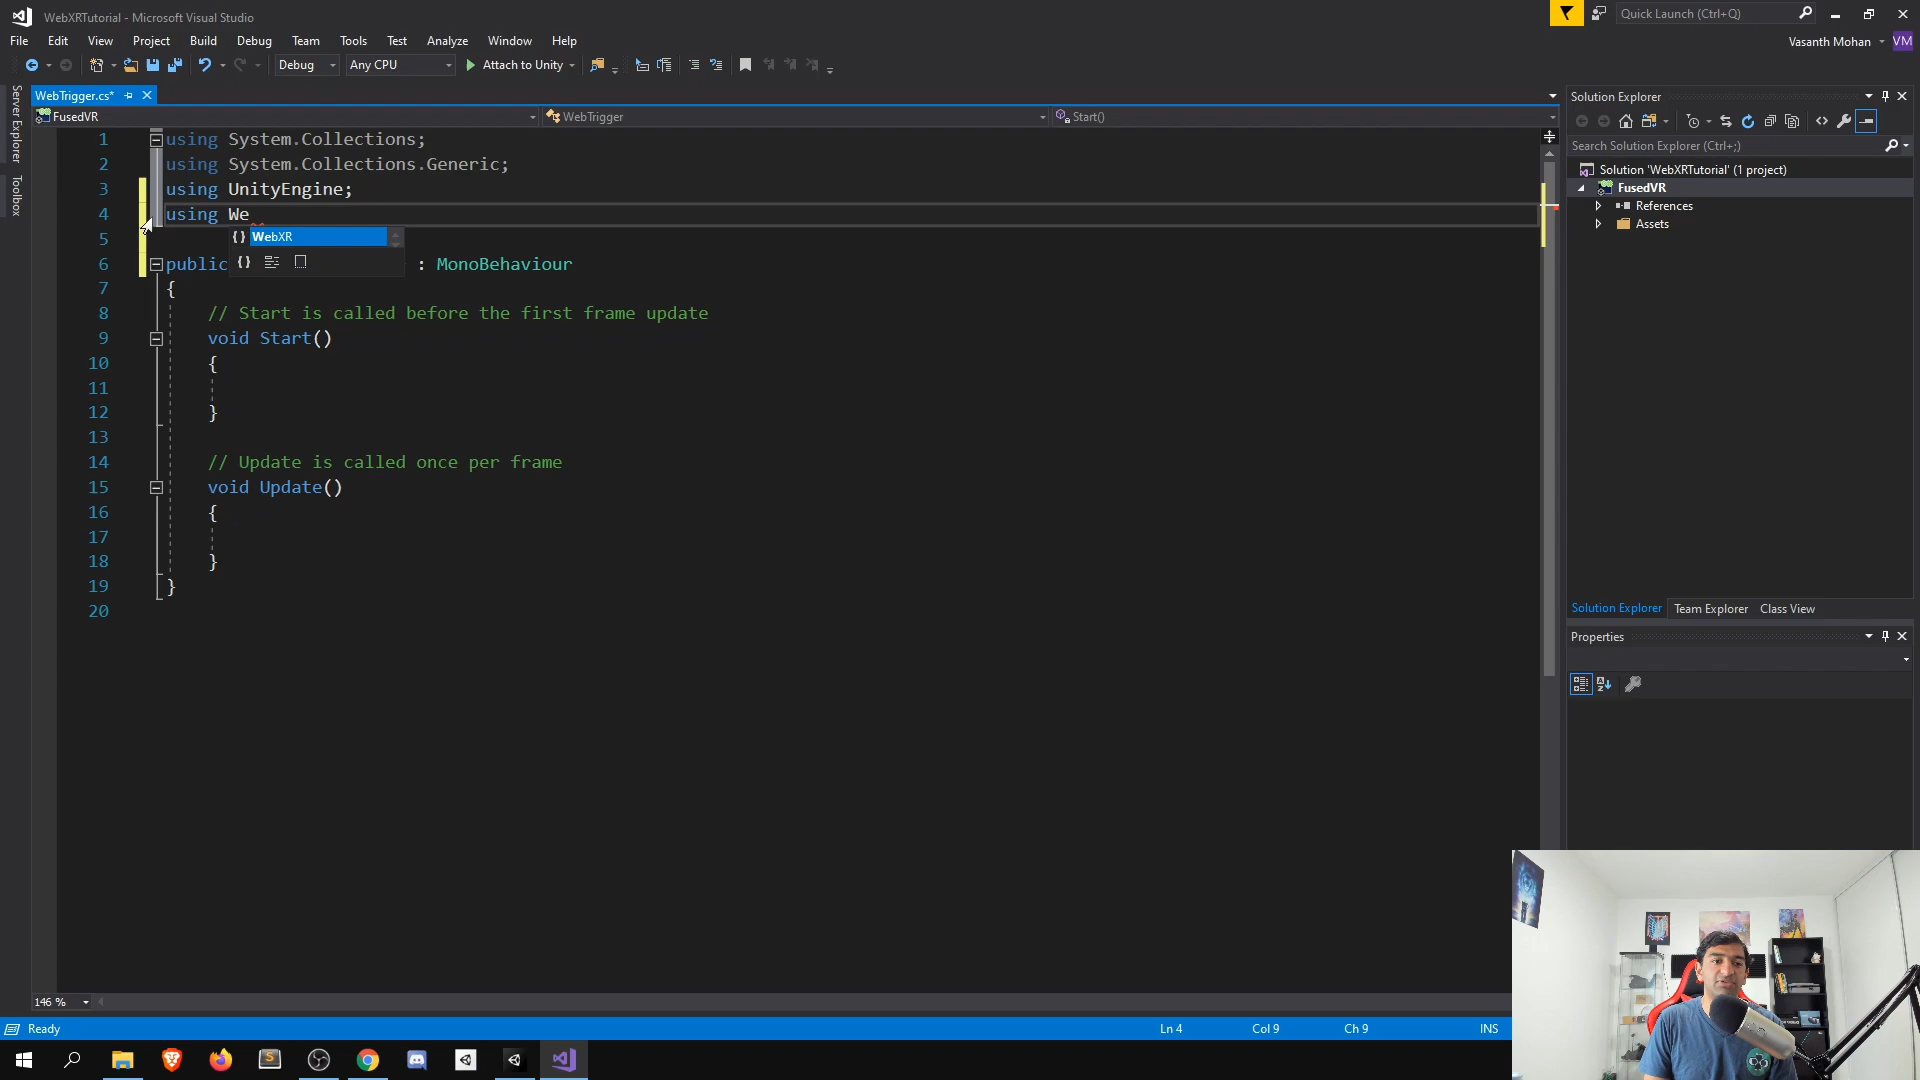 WebXRTutorial - Microsoft Visual Studio
Quick Launch (Ctrl+Q)
File Edit View Project Build Debug Team Tools Test Analyze Window Help
Vasanth Mohan VM
Debug Any CPU Attach to Unity
WebTrigger.cs*
Solution Explorer
FusedVR WebTrigger Start()
Server Explorer
Toolbox
Search Solution Explorer (Ctrl+;)
Solution 'WebXRTutorial' (1 project)
FusedVR
References
Assets
1 using System.Collections;
2 using System.Collections.Generic;
3 using UnityEngine;
4 using We
5 {} WebXR
6 public : MonoBehaviour
7 {
8 // Start is called before the first frame update
9 void Start()
10 {
11
12 }
13
14 // Update is called once per frame
15 void Update()
16 {
17
18 }
19 }
20
Solution Explorer Team Explorer Class View
Properties
146 %
Ready Ln 4 Col 9 Ch 9 INS